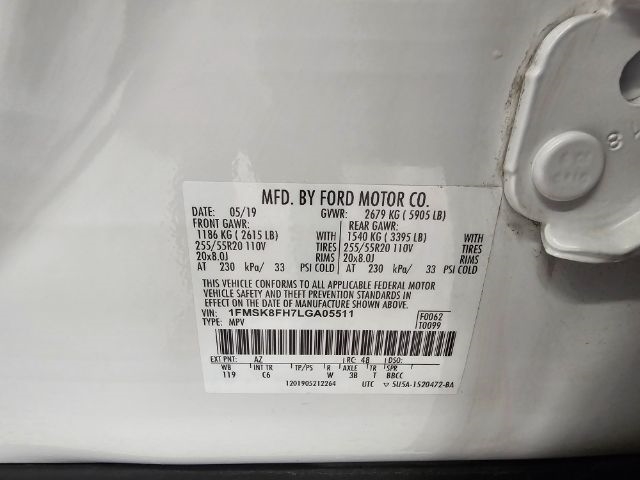 MFD. BY FORD MOTOR CO.
DATE: 05/19 GVWR: 2679 KG ( 5905 LB)
FRONT GAWR: REAR GAWR:
1186 KG ( 2615 LB) WITH 1540 KG ( 3395 LB) WITH
255/55R20 110V TIRES 255/55R20 110V TIRES
20x8.0J RIMS 20x8.0J RIMS
AT 230 kPa/ 33 PSI COLD AT 230 kPa/ 33 PSI COLD
THIS VEHICLE CONFORMS TO ALL APPLICABLE FEDERAL MOTOR
VEHICLE SAFETY AND THEFT PREVENTION STANDARDS IN
EFFECT ON THE DATE OF MANUFACTURE SHOWN ABOVE.
VIN: 1FMSK8FH7LGA05511 F0062
TYPE: MPV T0099
EXT PNT: AZ RC: 48 DSO:
WB INT TR TP/PS R AXLE TR SPR
119 C6 W 3B T BBCC
1201905212264 UTC ▽ 5U5A-1520472-BA